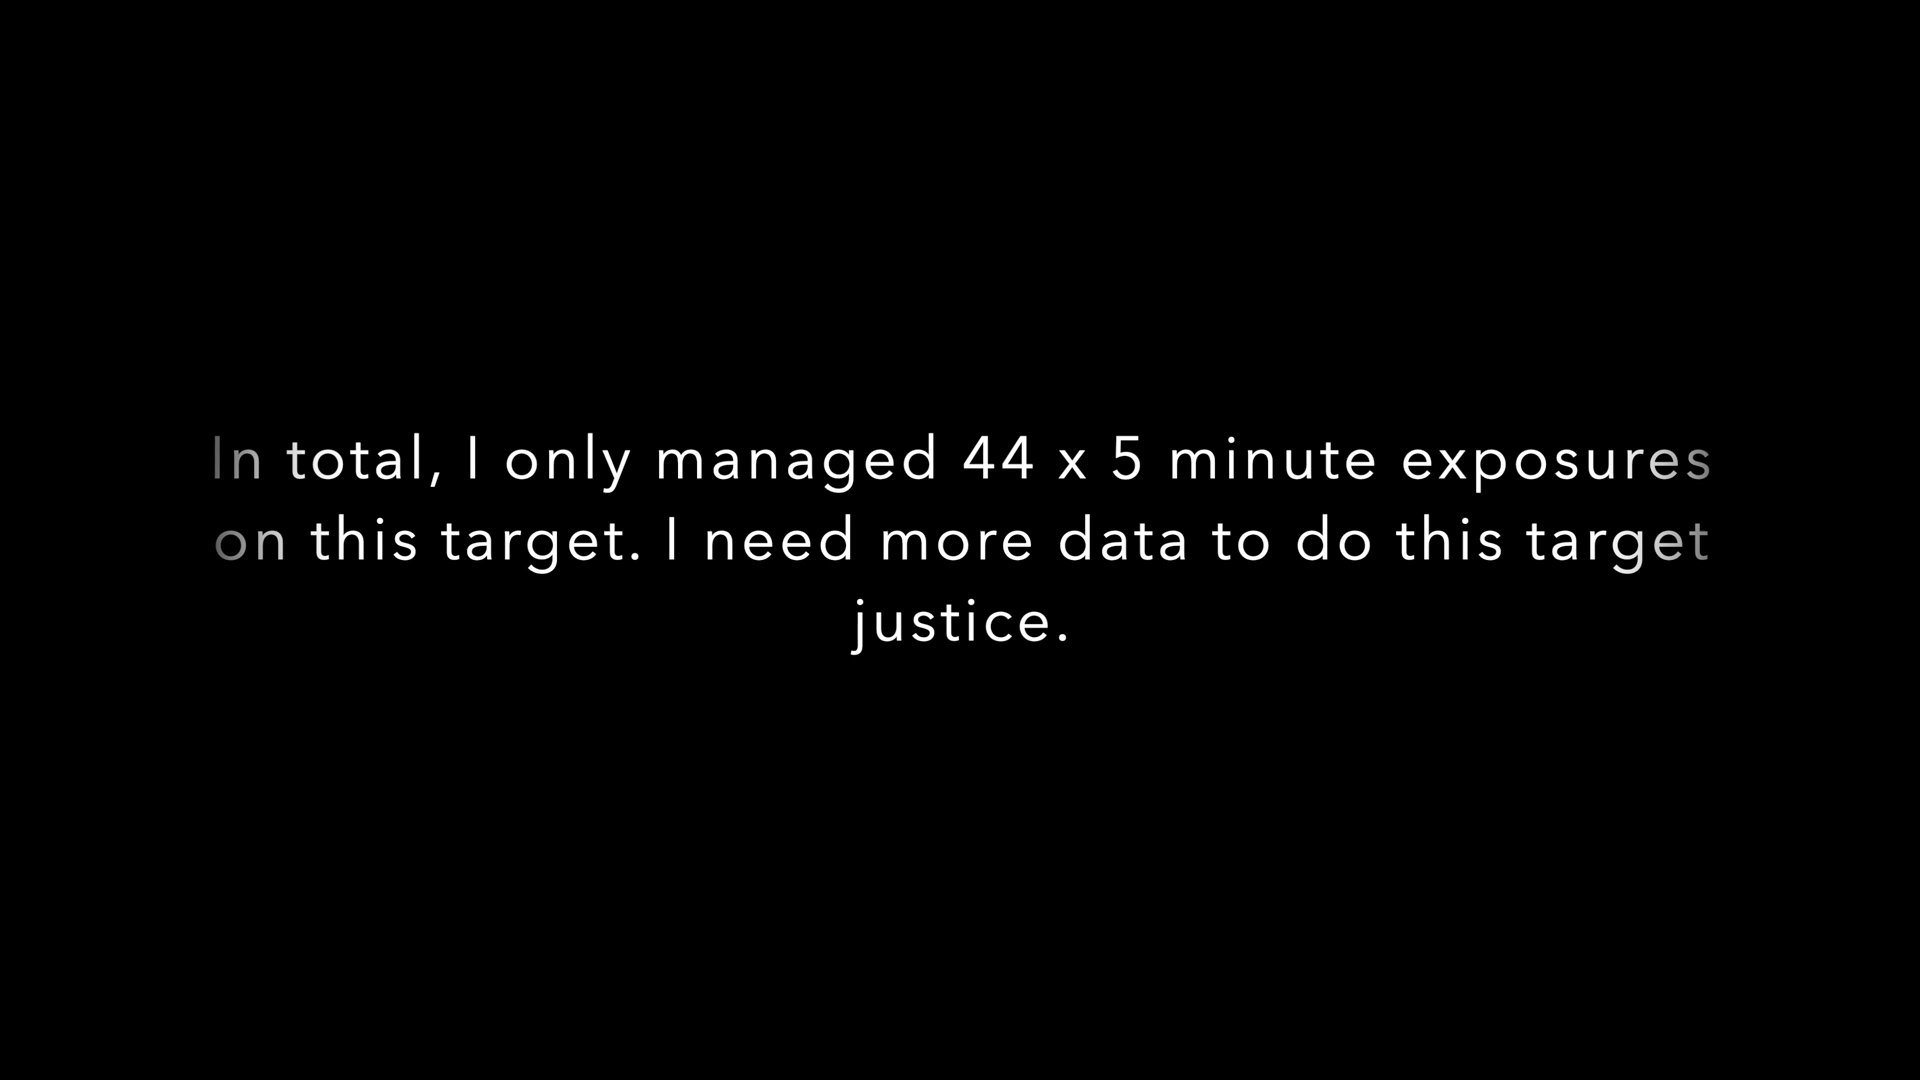 In total, I only managed 44 x 5 minute exposures
on this target. I need more data to do this target
justice.